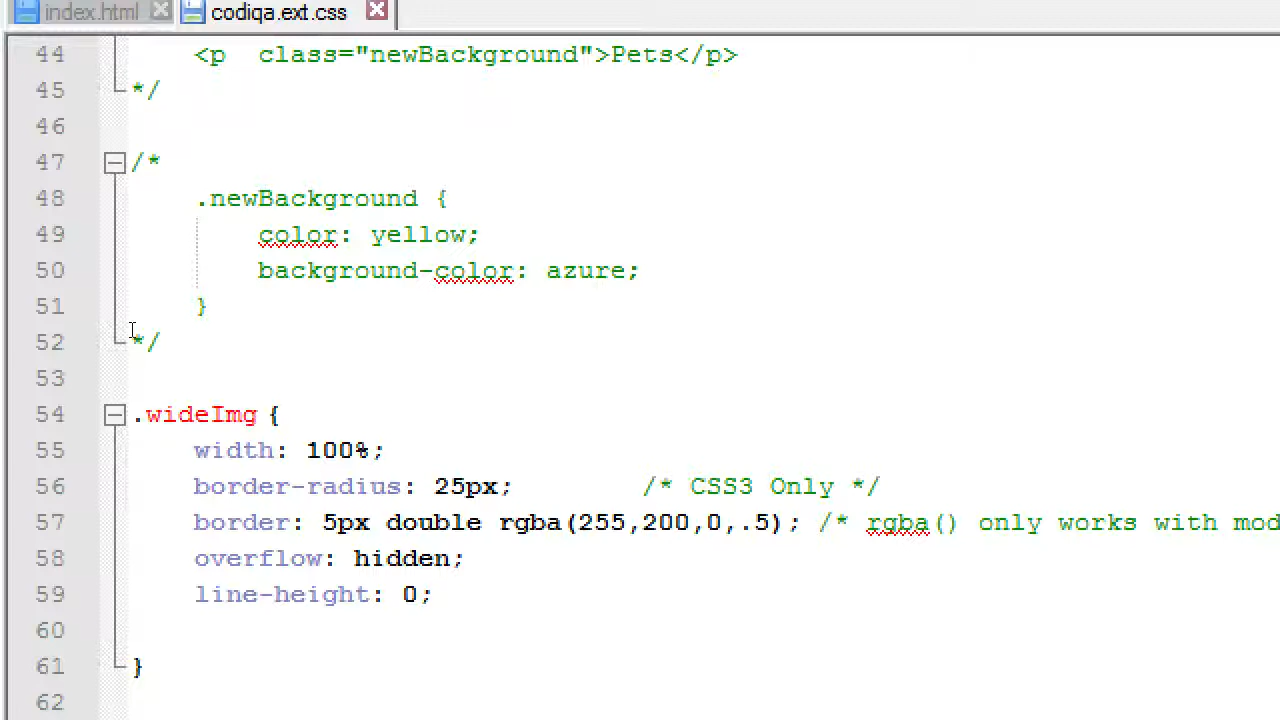 index.html codiqa.ext.css
44 <p  class="newBackground">Pets</p>
45 */
46
47 /*
48 .newBackground {
49 color: yellow;
50 background-color: azure;
51 }
52 */
53
54 .wideImg {
55 width: 100%;
56 border-radius: 25px; /* CSS3 Only */
57 border: 5px double rgba(255,200,0,.5); /* rgba() only works with mod
58 overflow: hidden;
59 line-height: 0;
60
61 }
62